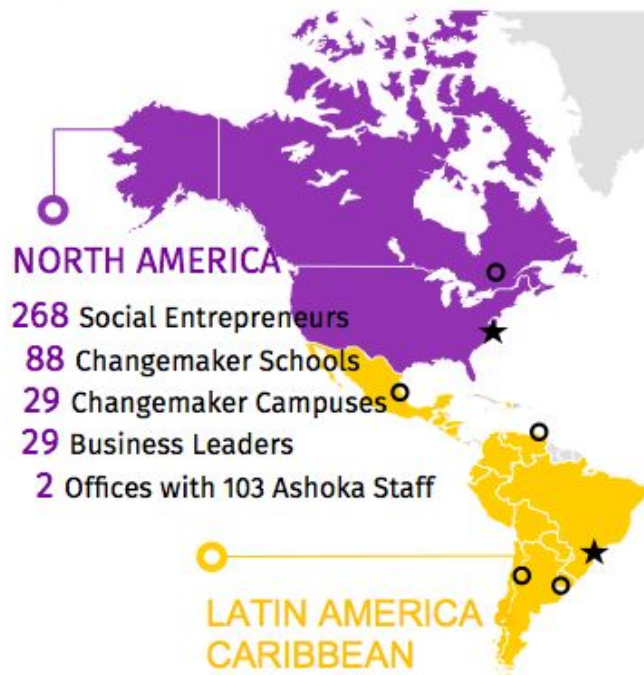 NORTH AMERICA
268 Social Entrepreneurs
88 Changemaker Schools
29 Changemaker Campuses
29 Business Leaders
2 Offices with 103 Ashoka Staff
LATIN AMERICA
CARIBBEAN